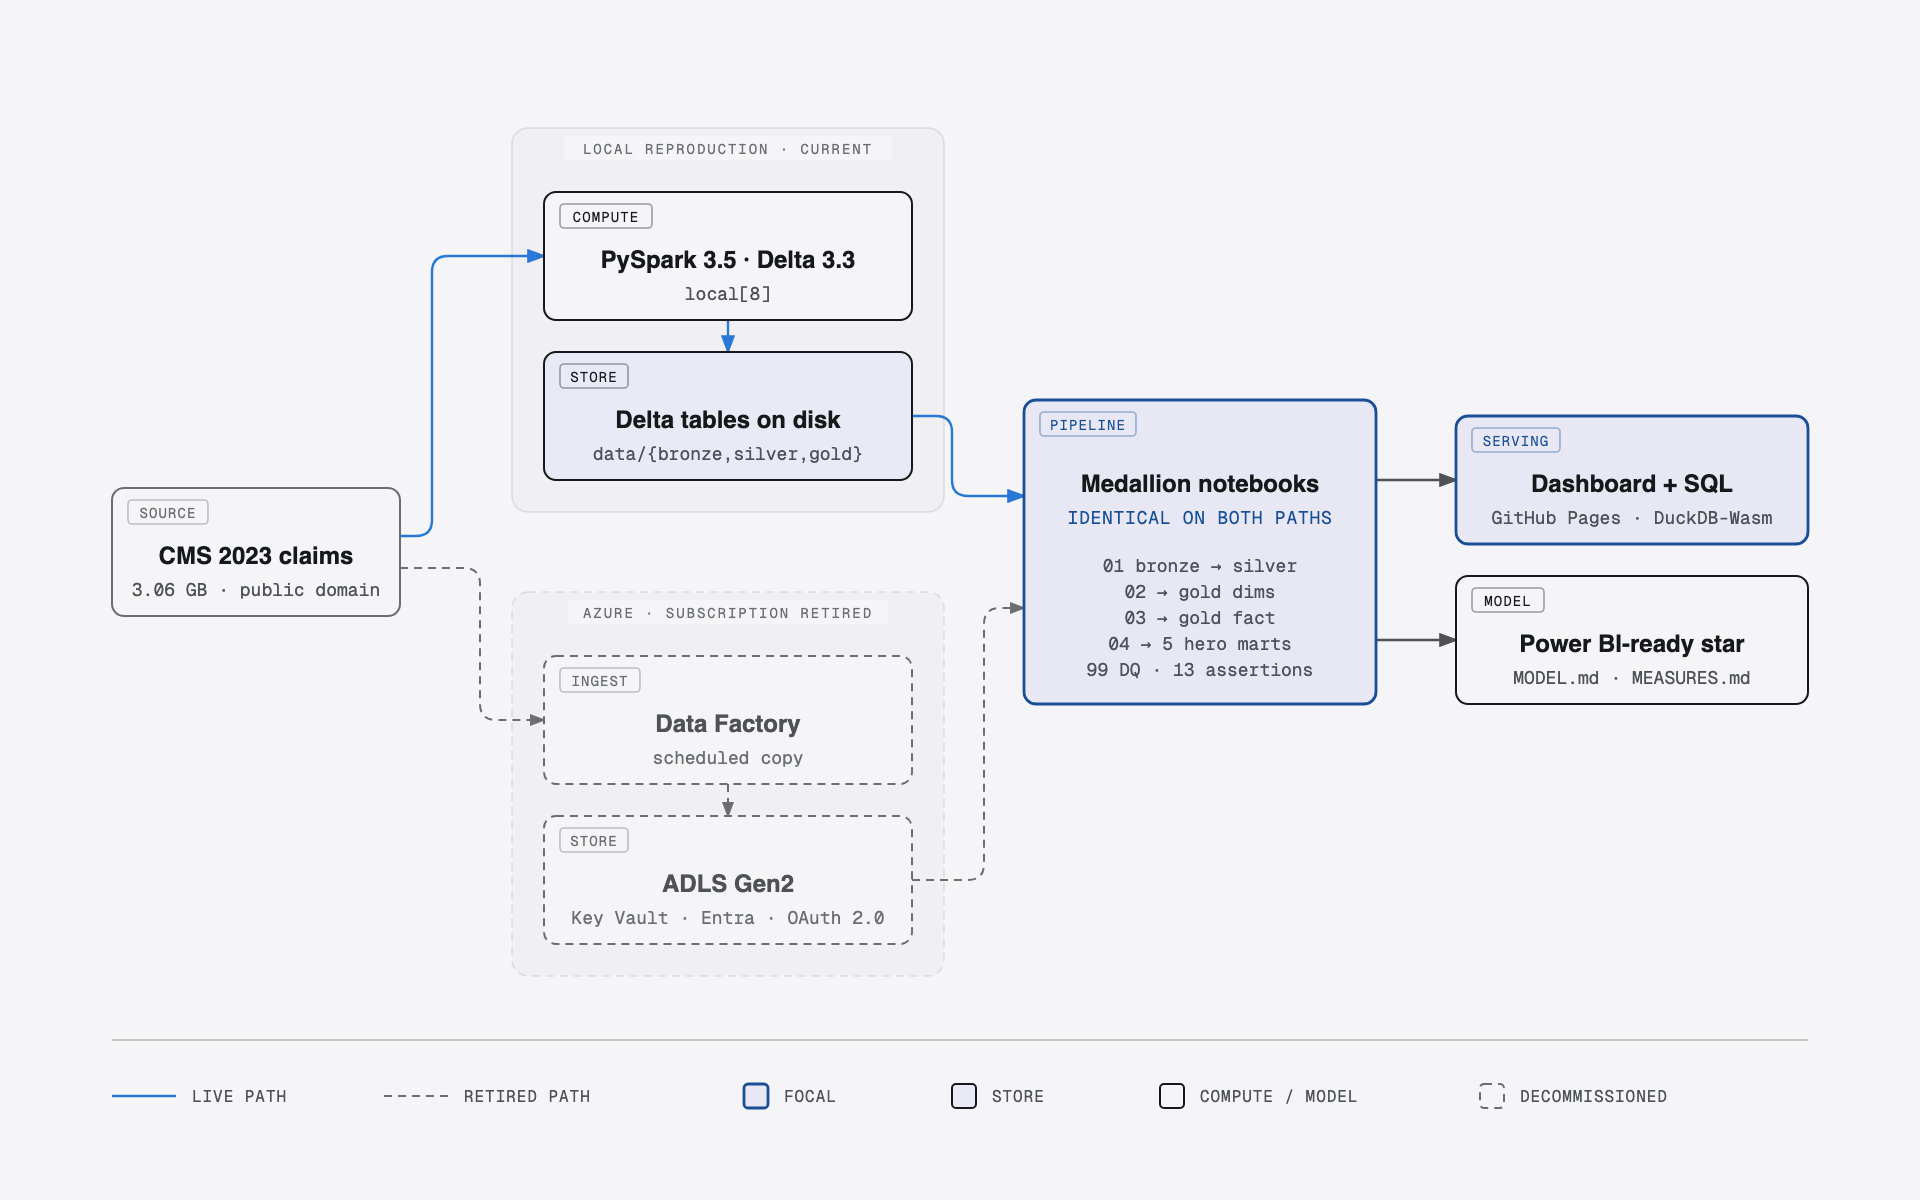 LOCAL REPRODUCTION · CURRENT
COMPUTE
PySpark 3.5 · Delta 3.3
local[8]
STORE
Delta tables on disk
data/{bronze,silver,gold}
SOURCE
CMS 2023 claims
3.06 GB · public domain
AZURE · SUBSCRIPTION RETIRED
INGEST
Data Factory
scheduled copy
STORE
ADLS Gen2
Key Vault · Entra · OAuth 2.0
PIPELINE
Medallion notebooks
IDENTICAL ON BOTH PATHS
01 bronze → silver
02 → gold dims
03 → gold fact
04 → 5 hero marts
99 DQ · 13 assertions
SERVING
Dashboard + SQL
GitHub Pages · DuckDB-Wasm
MODEL
Power BI-ready star
MODEL.md · MEASURES.md
LIVE PATH
RETIRED PATH
FOCAL
STORE
COMPUTE / MODEL
DECOMMISSIONED